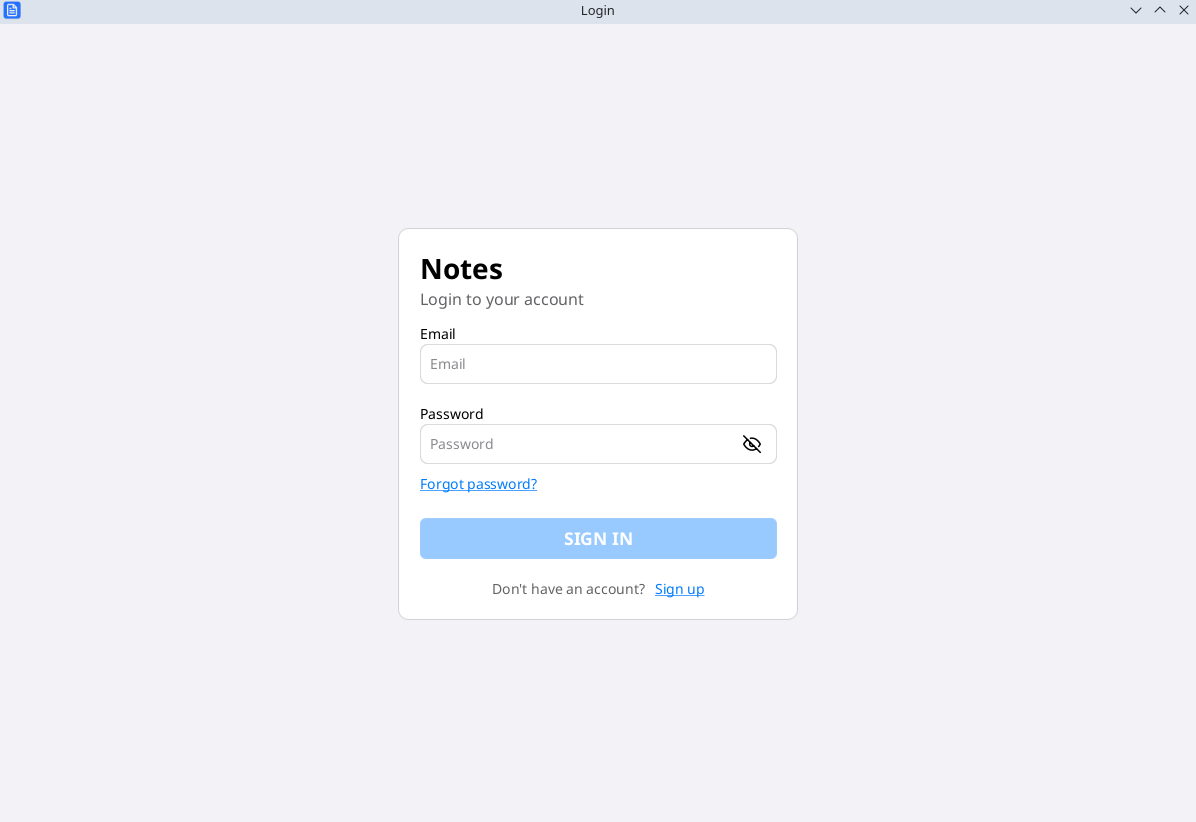 Login
Notes
Login to your account
Email
Email
Password
Password
Forgot password?
SIGN IN
Don't have an account? Sign up